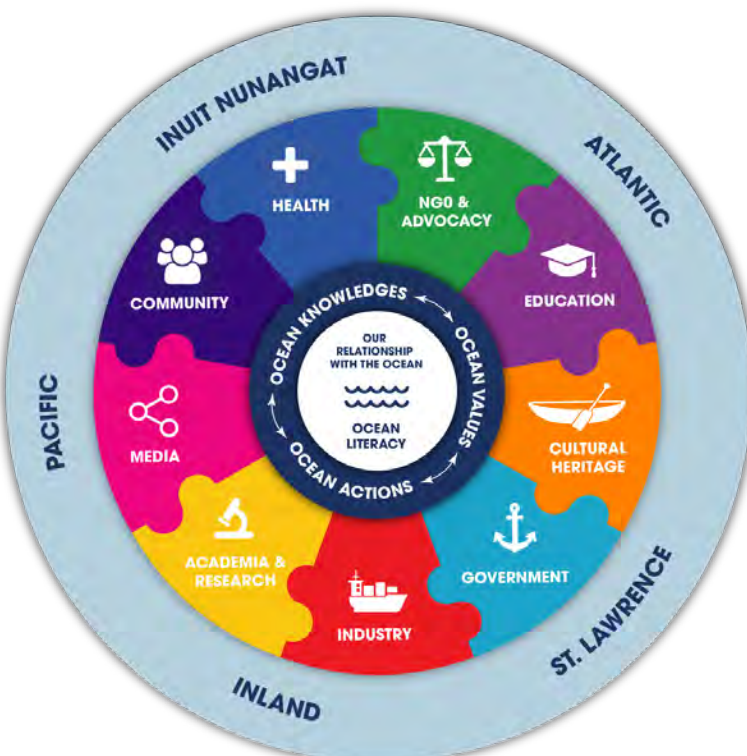 INUIT NUNANGAT
ATLANTIC
ST. LAWRENCE
INLAND
PACIFIC
HEALTH
NG0 &
ADVOCACY
EDUCATION
CULTURAL
HERITAGE
GOVERNMENT
INDUSTRY
ACADEMIA &
RESEARCH
MEDIA
COMMUNITY
OCEAN KNOWLEDGES
OCEAN VALUES
OCEAN ACTIONS
OUR
RELATIONSHIP
WITH THE OCEAN
OCEAN
LITERACY